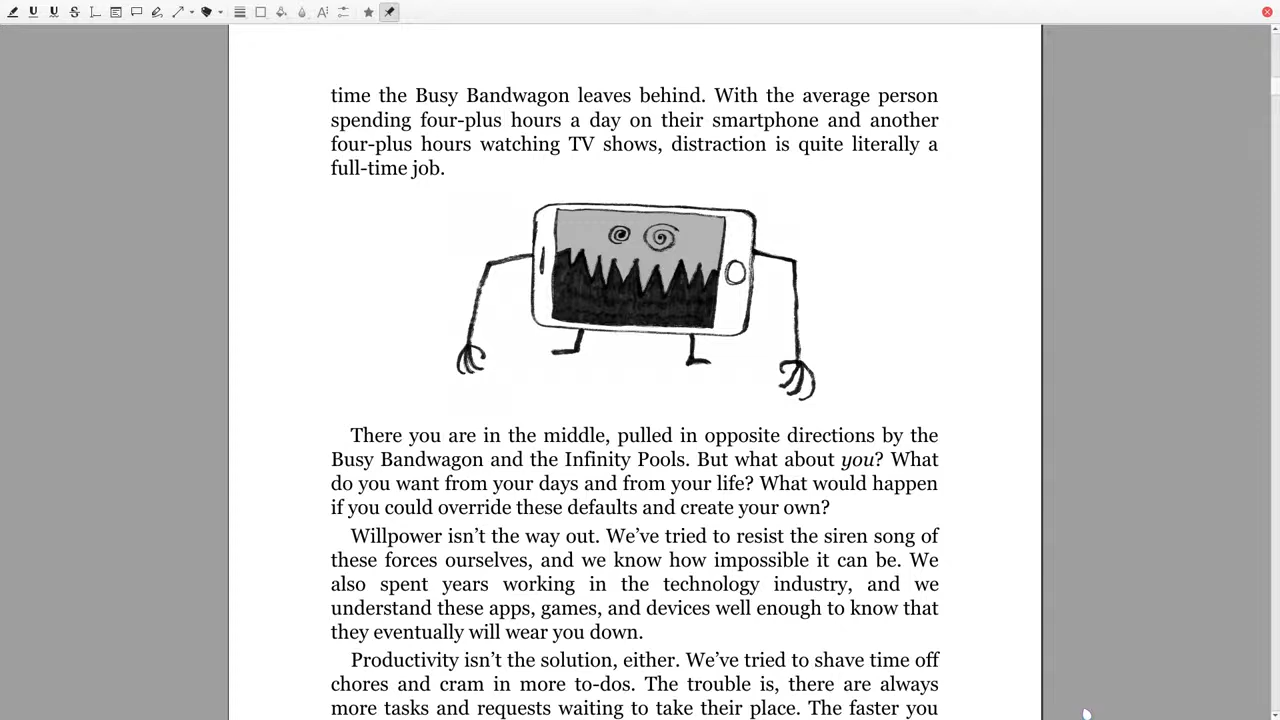 time the Busy Bandwagon leaves behind. With the average person
spending four-plus hours a day on their smartphone and another
four-plus hours watching TV shows, distraction is quite literally a
full-time job.
There you are in the middle, pulled in opposite directions by the
Busy Bandwagon and the Infinity Pools. But what about you? What
do you want from your days and from your life? What would happen
if you could override these defaults and create your own?
Willpower isn’t the way out. We’ve tried to resist the siren song of
these forces ourselves, and we know how impossible it can be. We
also spent years working in the technology industry, and we
understand these apps, games, and devices well enough to know that
they eventually will wear you down.
Productivity isn’t the solution, either. We’ve tried to shave time off
chores and cram in more to-dos. The trouble is, there are always
more tasks and requests waiting to take their place. The faster you